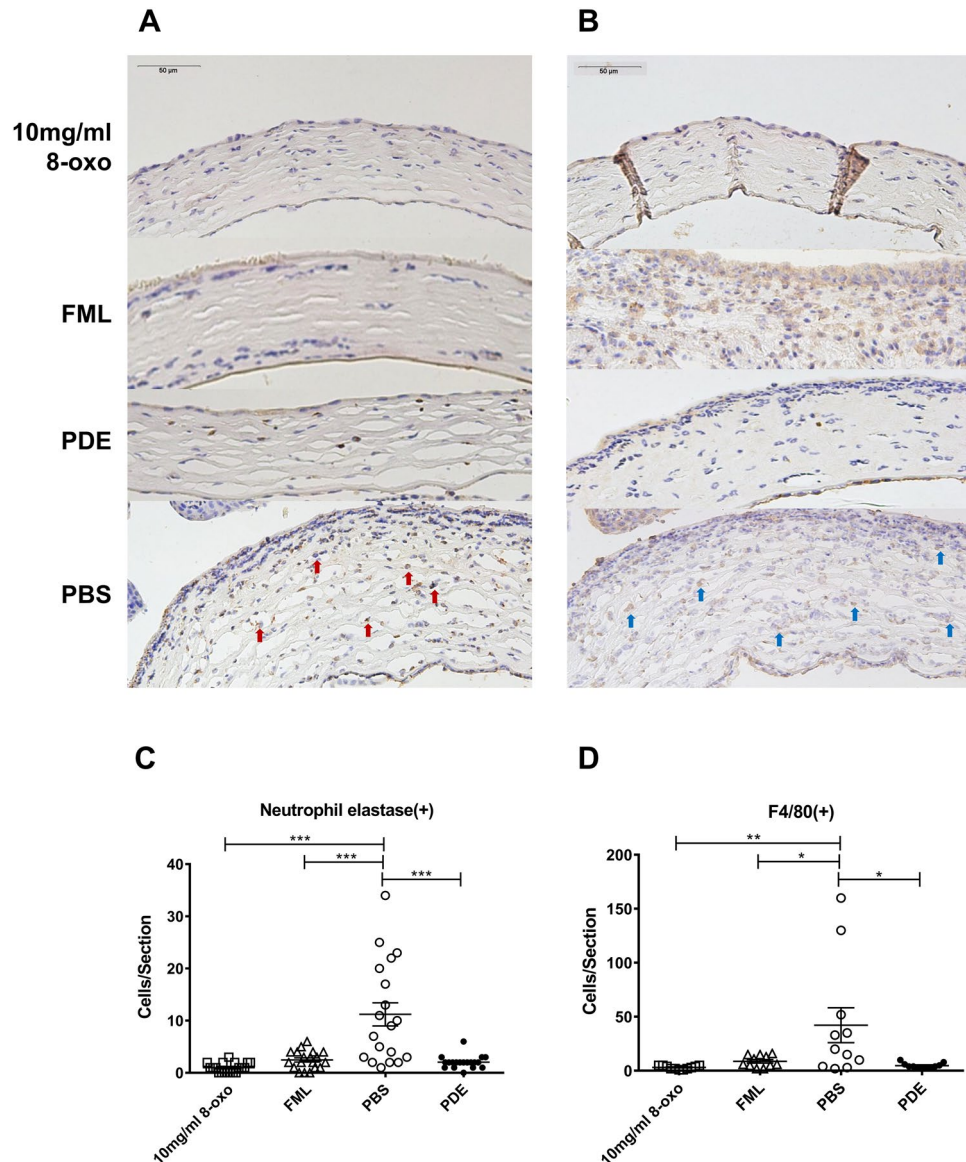 A
B
50 µm
50 µm
10mg/ml
8-oxo
FML
PDE
PBS
C
D
Neutrophil elastase(+)
F4/80(+)
***
***
***
**
*
*
40
30
20
10
0
Cells/Section
200
150
100
50
0
Cells/Section
10mg/ml 8-oxo
FML
PBS
PDE
10mg/ml 8-oxo
FML
PBS
PDE